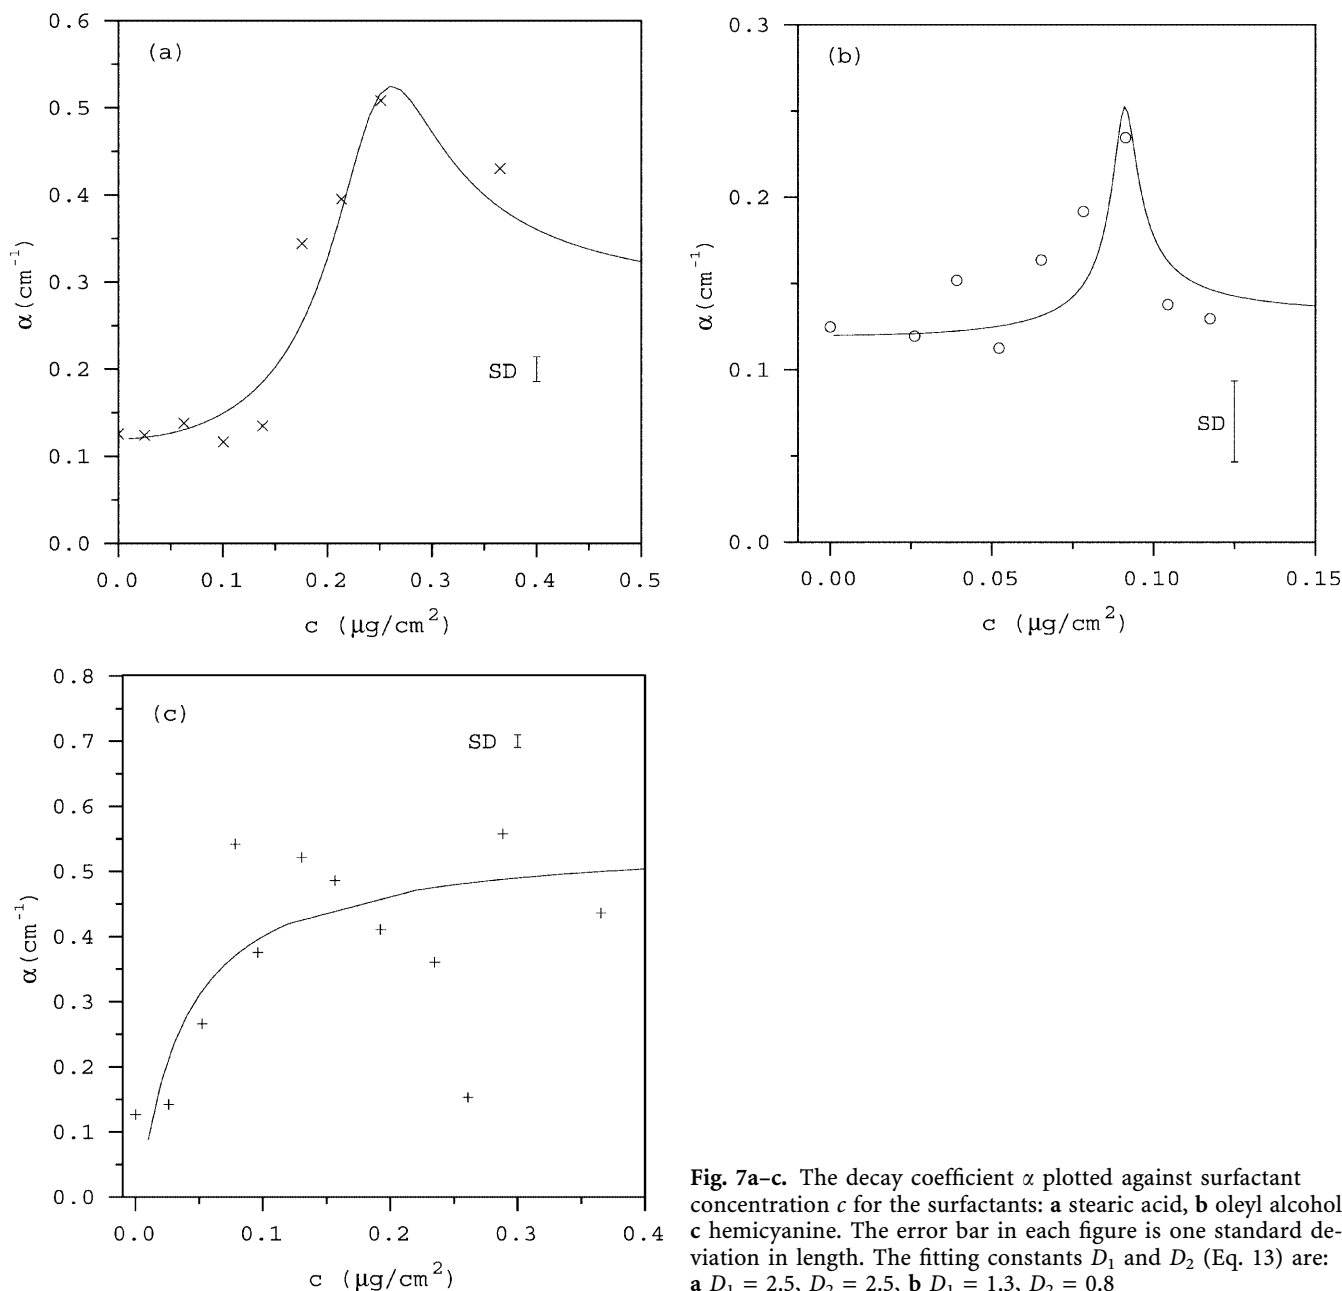 0.6
(a)
0.5
0.4
0.3
0.2
0.1
0.0
α (cm⁻¹)
SD
0.0 0.1 0.2 0.3 0.4 0.5
c (μg/cm²)
0.3
(b)
0.2
0.1
0.0
α (cm⁻¹)
SD
0.00 0.05 0.10 0.15
c (μg/cm²)
0.8
(c)
SD
0.7
0.6
0.5
0.4
0.3
0.2
0.1
0.0
α (cm⁻¹)
0.0 0.1 0.2 0.3 0.4
c (μg/cm²)
Fig. 7a–c. The decay coefficient α plotted against surfactant
concentration c for the surfactants: a stearic acid, b oleyl alcohol
c hemicyanine. The error bar in each figure is one standard de-
viation in length. The fitting constants D₁ and D₂ (Eq. 13) are:
a D₁ = 2.5, D₂ = 2.5, b D₁ = 1.3, D₂ = 0.8